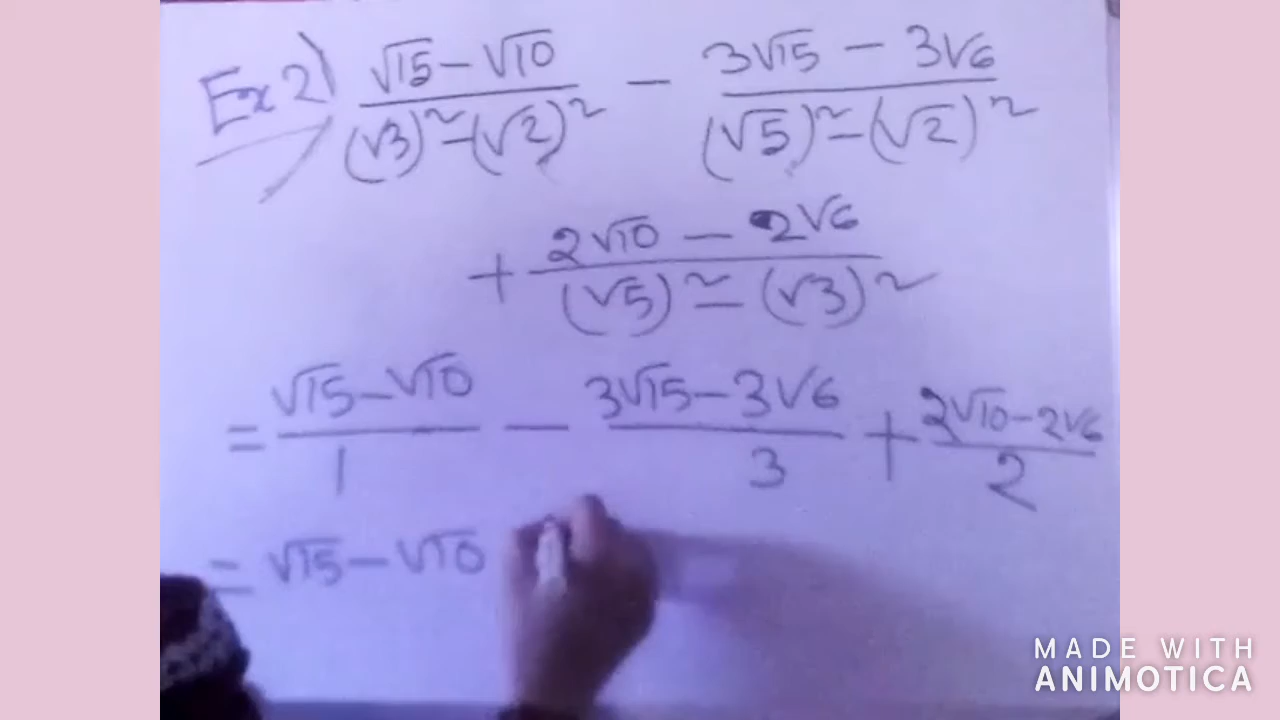 Ex 2) (√15 - √10)/((√3)² - (√2)²) - (3√15 - 3√6)/((√5)² - (√2)²)
+ (2√10 - 2√6)/((√5)² - (√3)²)
= (√15 - √10)/1 - (3√15 - 3√6)/3 + (2√10 - 2√6)/2
= √15 - √10
MADE WITH
ANIMOTICA